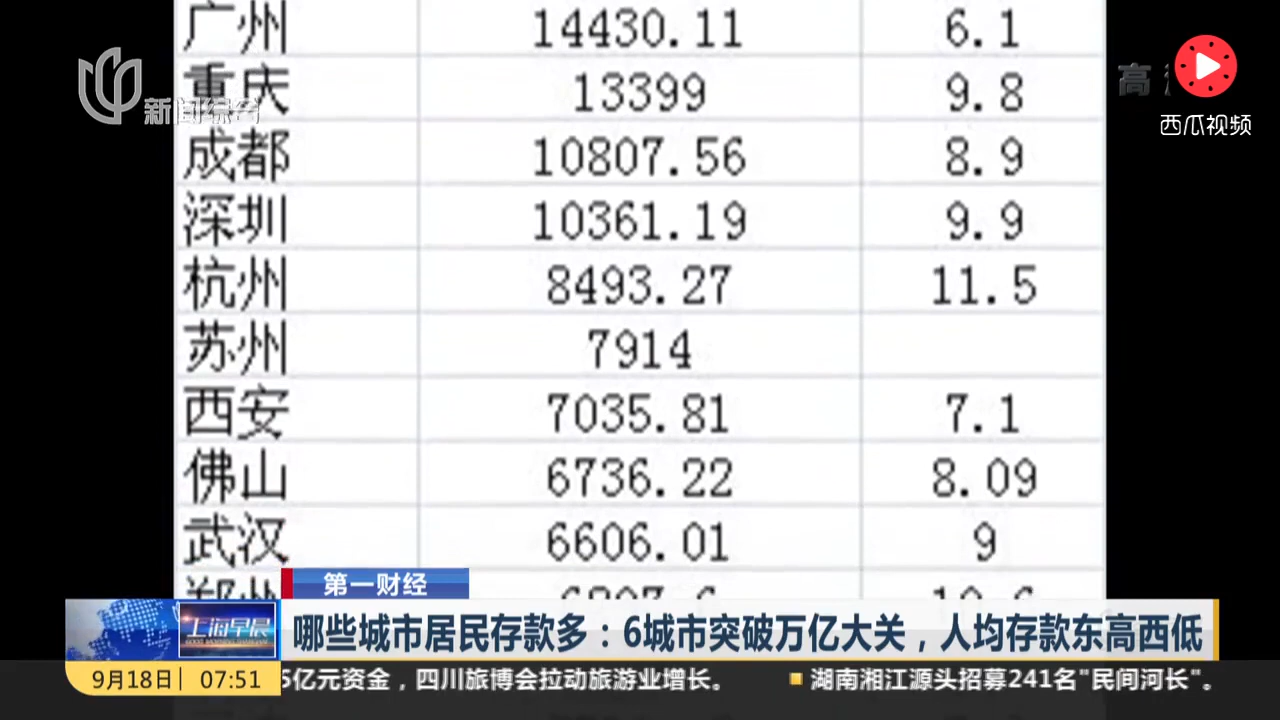 广州 14430.11 6.1
重庆 13399 9.8
新闻综合
高
西瓜视频
成都 10807.56 8.9
深圳 10361.19 9.9
杭州 8493.27 11.5
苏州 7914
西安 7035.81 7.1
佛山 6736.22 8.09
武汉 6606.01 9
郑州
第一财经
上海早晨
GOOD MORNING SHANGHAI
哪些城市居民存款多：6城市突破万亿大关，人均存款东高西低
9月18日 07:51
5亿元资金，四川旅博会拉动旅游业增长。 湖南湘江源头招募241名"民间河长"。